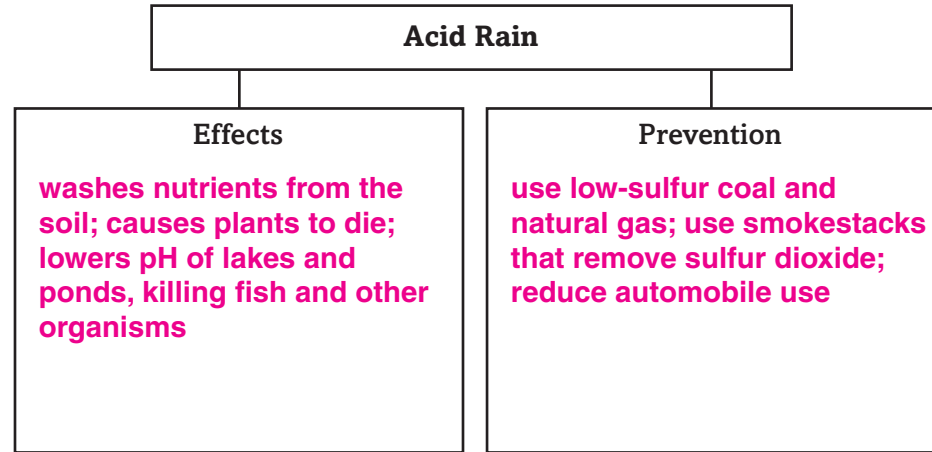 Acid Rain
Effects
washes nutrients from the
soil; causes plants to die;
lowers pH of lakes and
ponds, killing fish and other
organisms
Prevention
use low-sulfur coal and
natural gas; use smokestacks
that remove sulfur dioxide;
reduce automobile use